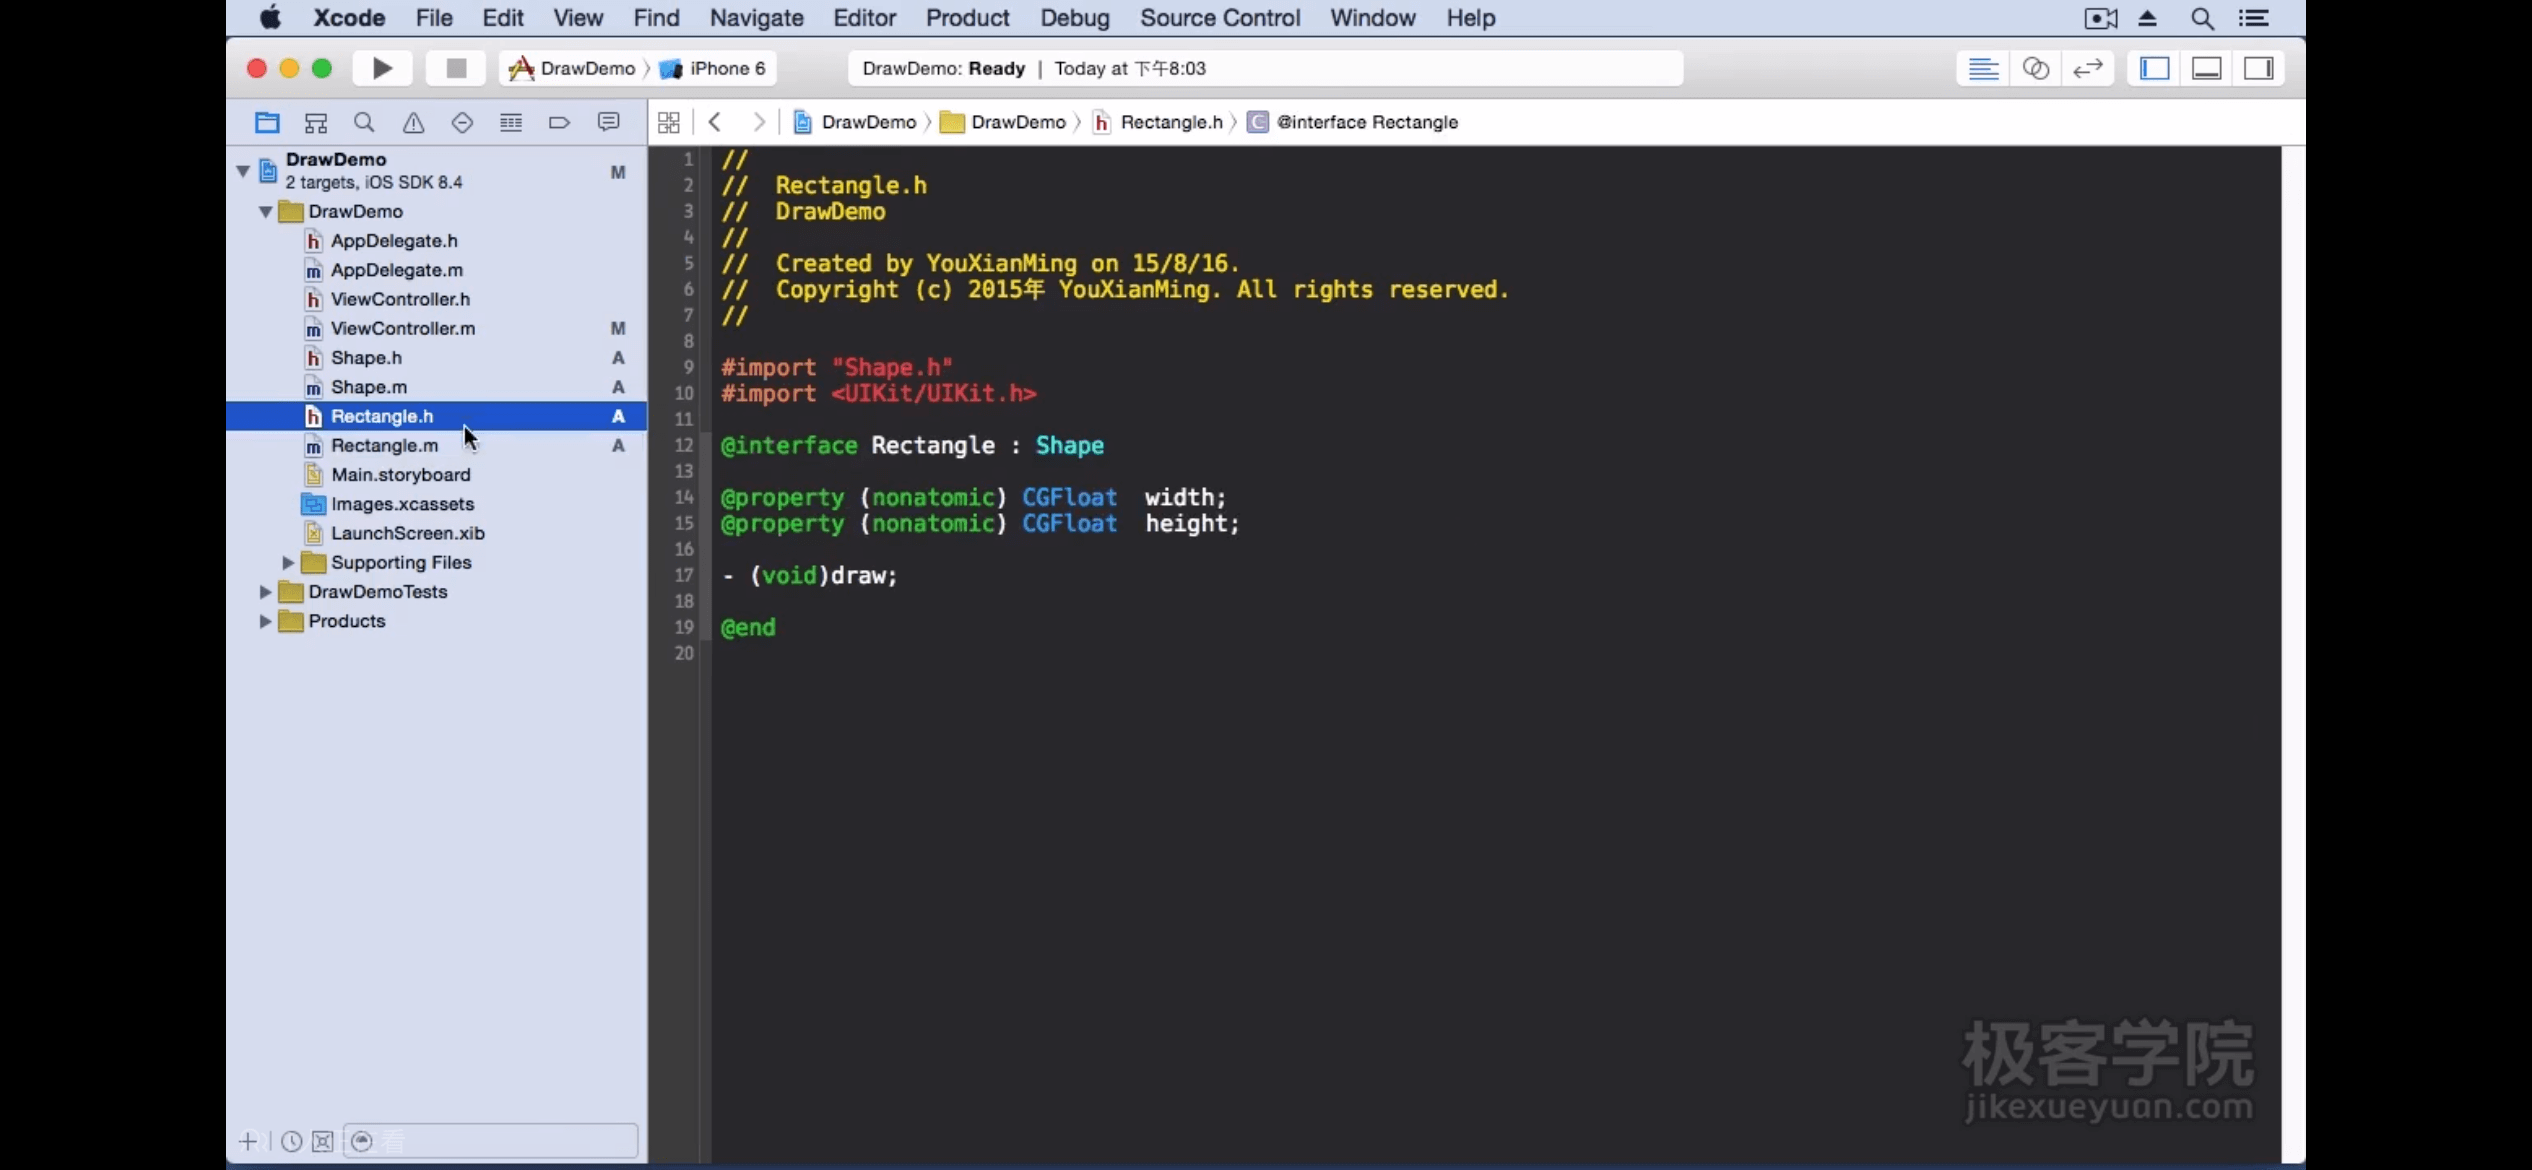 Xcode File Edit View Find Navigate Editor Product Debug Source Control Window Help
DrawDemo 〉 iPhone 6
DrawDemo: Ready | Today at 下午8:03
DrawDemo 〉 DrawDemo 〉 h Rectangle.h 〉 C @interface Rectangle
DrawDemo
2 targets, iOS SDK 8.4 M
DrawDemo
h AppDelegate.h
m AppDelegate.m
h ViewController.h
m ViewController.m M
h Shape.h A
m Shape.m A
h Rectangle.h A
m Rectangle.m A
Main.storyboard
Images.xcassets
LaunchScreen.xib
Supporting Files
DrawDemoTests
Products
1 //
2 //  Rectangle.h
3 //  DrawDemo
4 //
5 //  Created by YouXianMing on 15/8/16.
6 //  Copyright (c) 2015年 YouXianMing. All rights reserved.
7 //
8
9 #import "Shape.h"
10 #import <UIKit/UIKit.h>
11
12 @interface Rectangle : Shape
13
14 @property (nonatomic) CGFloat  width;
15 @property (nonatomic) CGFloat  height;
16
17 - (void)draw;
18
19 @end
20
极客学院
jikexueyuan.com